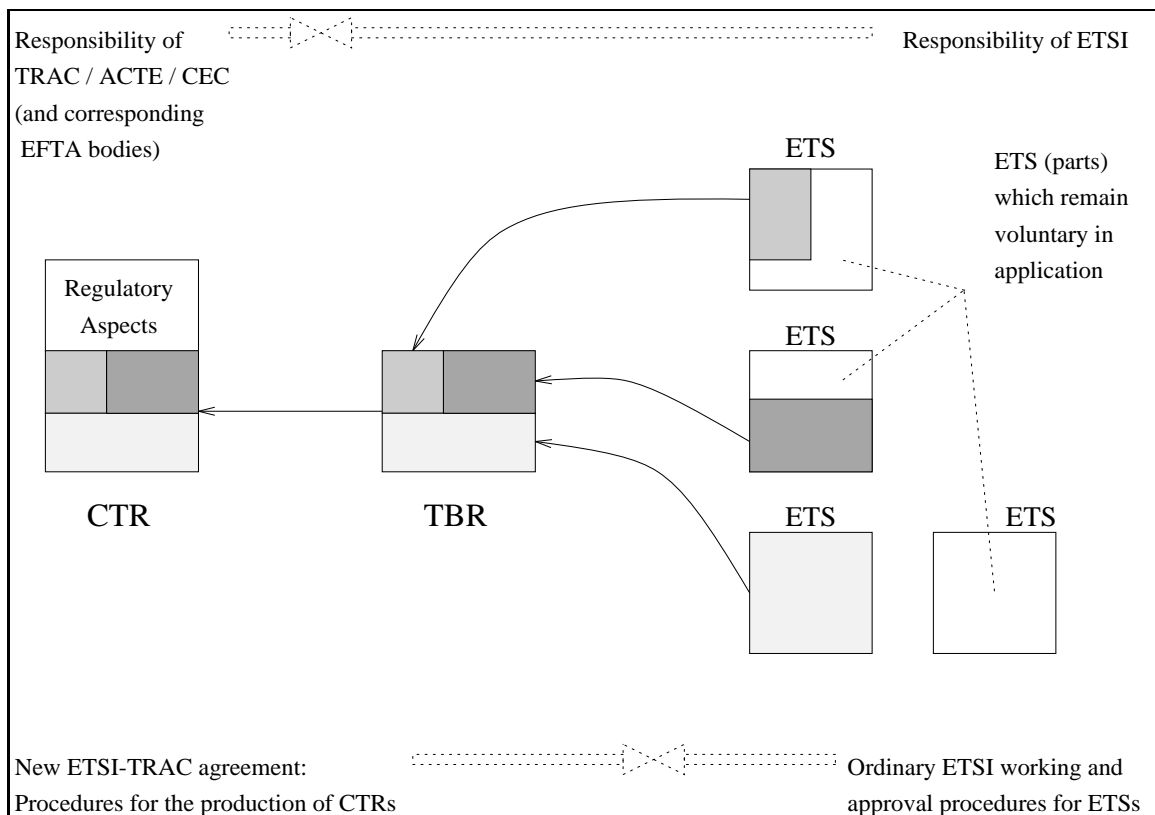 Responsibility of
TRAC / ACTE / CEC
(and corresponding
EFTA bodies)
Responsibility of ETSI
ETS
ETS (parts)
which remain
voluntary in
application
Regulatory
Aspects
ETS
CTR
TBR
ETS
ETS
New ETSI-TRAC agreement:
Procedures for the production of CTRs
Ordinary ETSI working and
approval procedures for ETSs